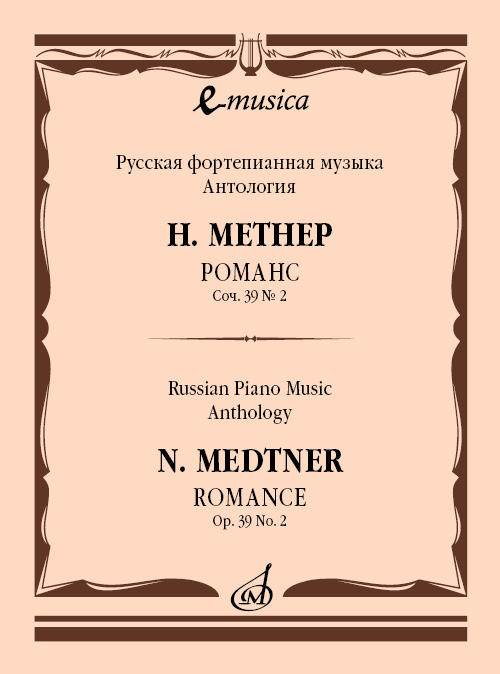 e-musica
Русская фортепианная музыка
Антология
Н. МЕТНЕР
РОМАНС
Соч. 39 № 2
Russian Piano Music
Anthology
N. MEDTNER
ROMANCE
Op. 39 No. 2
М